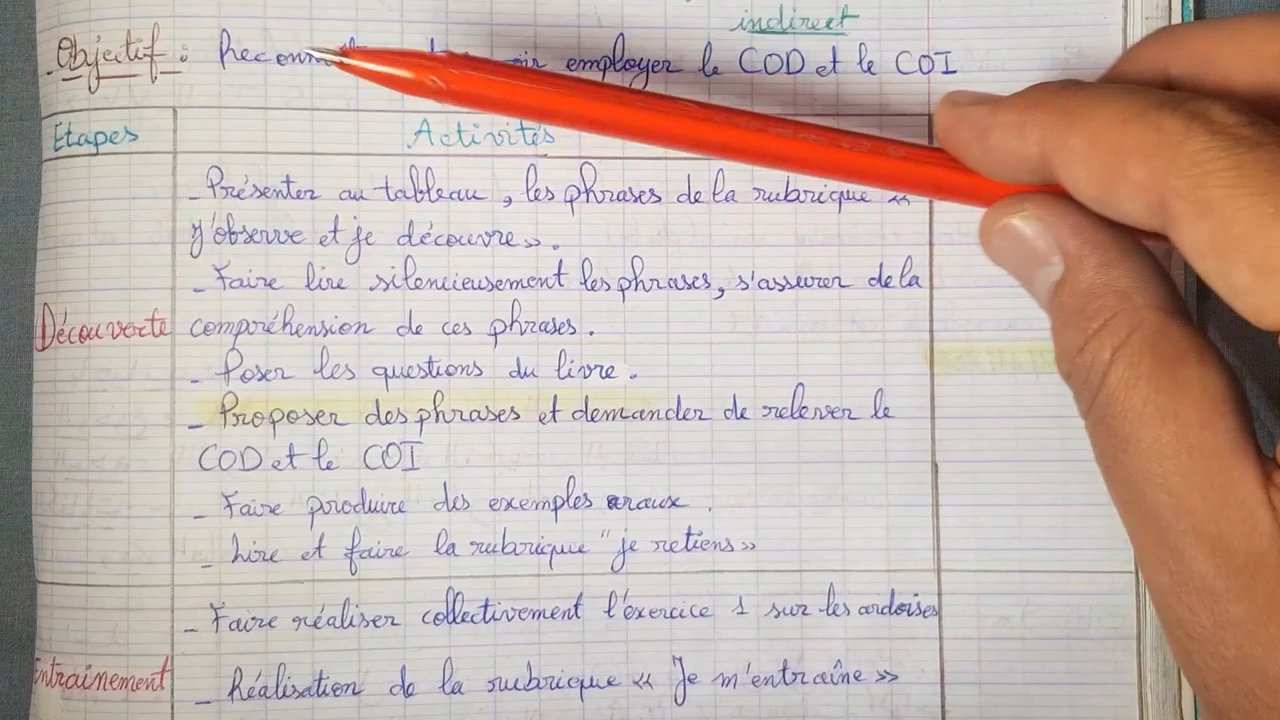 indirect
Objectif : employer le COD et le COI
Etapes
Activités
- Présenter au tableau, les phrases de la rubrique «
j'observe et je découvre».
- Faire lire silencieusement les phrases, s'assurer de la
Découverte
compréhension de ces phrases.
- Poser les questions du livre.
- Proposer des phrases et demander de relever le
COD et le COI
- Faire produire des exemples oraux.
- Lire et faire la rubrique "je retiens»
- Faire réaliser collectivement l'exercice 1 sur les ardoises
Entrainement
- Réalisation de la rubrique « Je m'entraîne »